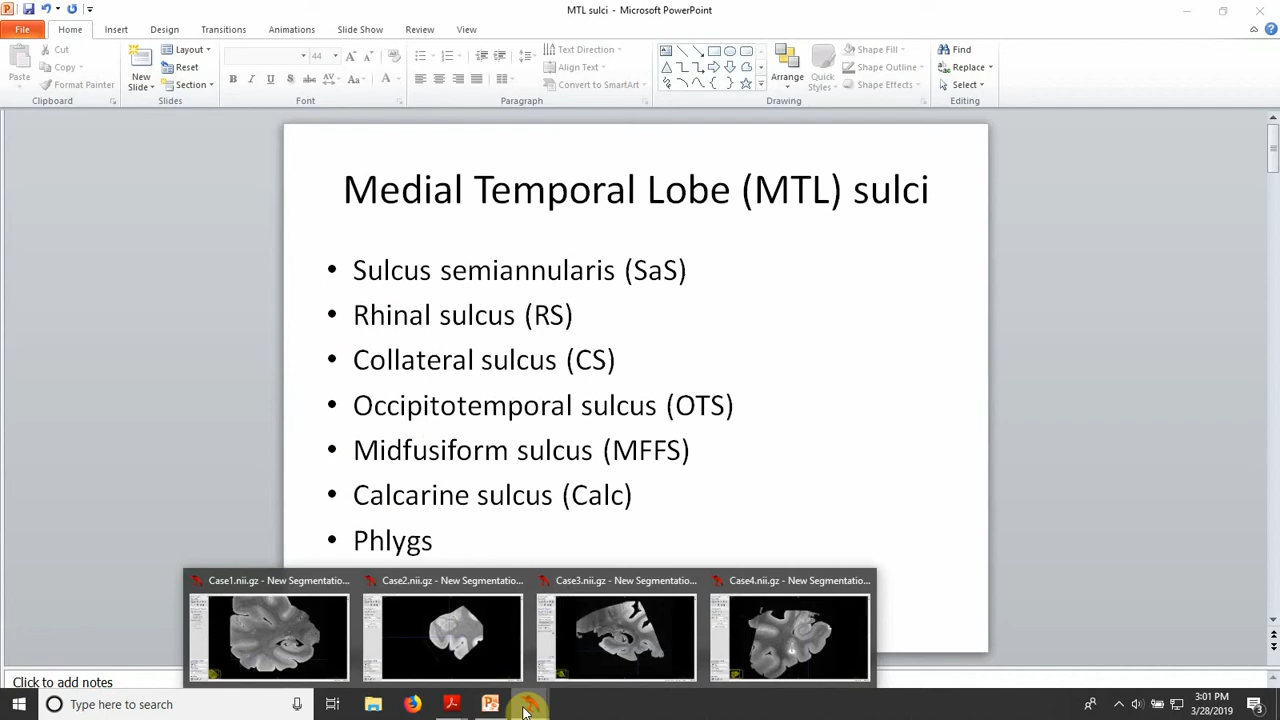 MTL sulci - Microsoft PowerPoint
File Home Insert Design Transitions Animations Slide Show Review View
Paste
Cut
Copy
Format Painter
Clipboard
New Slide
Layout
Reset
Section
Slides
44
Font
Text Direction
Align Text
Convert to SmartArt
Paragraph
Arrange
Quick Styles
Shape Fill
Shape Outline
Shape Effects
Drawing
Find
Replace
Select
Editing
Medial Temporal Lobe (MTL) sulci
• Sulcus semiannularis (SaS)
• Rhinal sulcus (RS)
• Collateral sulcus (CS)
• Occipitotemporal sulcus (OTS)
• Midfusiform sulcus (MFFS)
• Calcarine sulcus (Calc)
• Phlygs
Case1.nii.gz - New Segmentatio... Case2.nii.gz - New Segmentatio... Case3.nii.gz - New Segmentatio... Case4.nii.gz - New Segmentatio...
Click to add notes
Type here to search
3:01 PM
3/28/2019
3